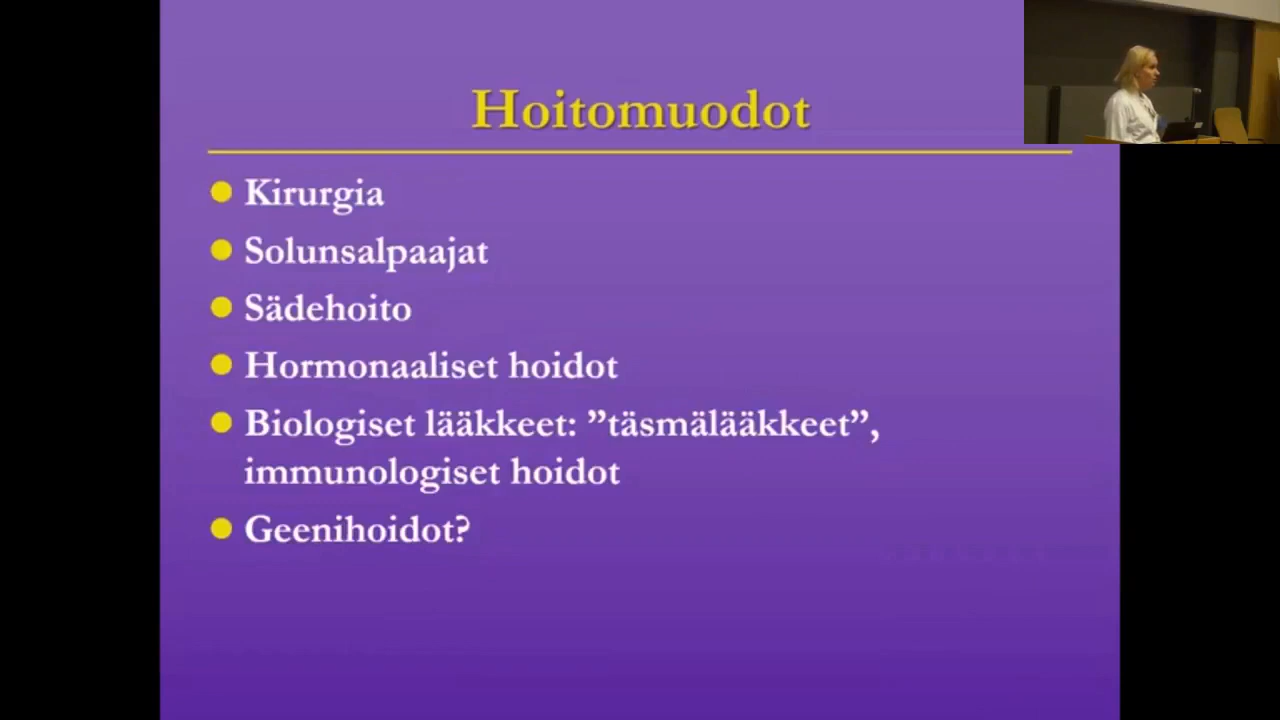 Hoitomuodot
Kirurgia
Solunsalpaajat
Sädehoito
Hormonaaliset hoidot
Biologiset lääkkeet: ”täsmälääkkeet”,
immunologiset hoidot
Geenihoidot?